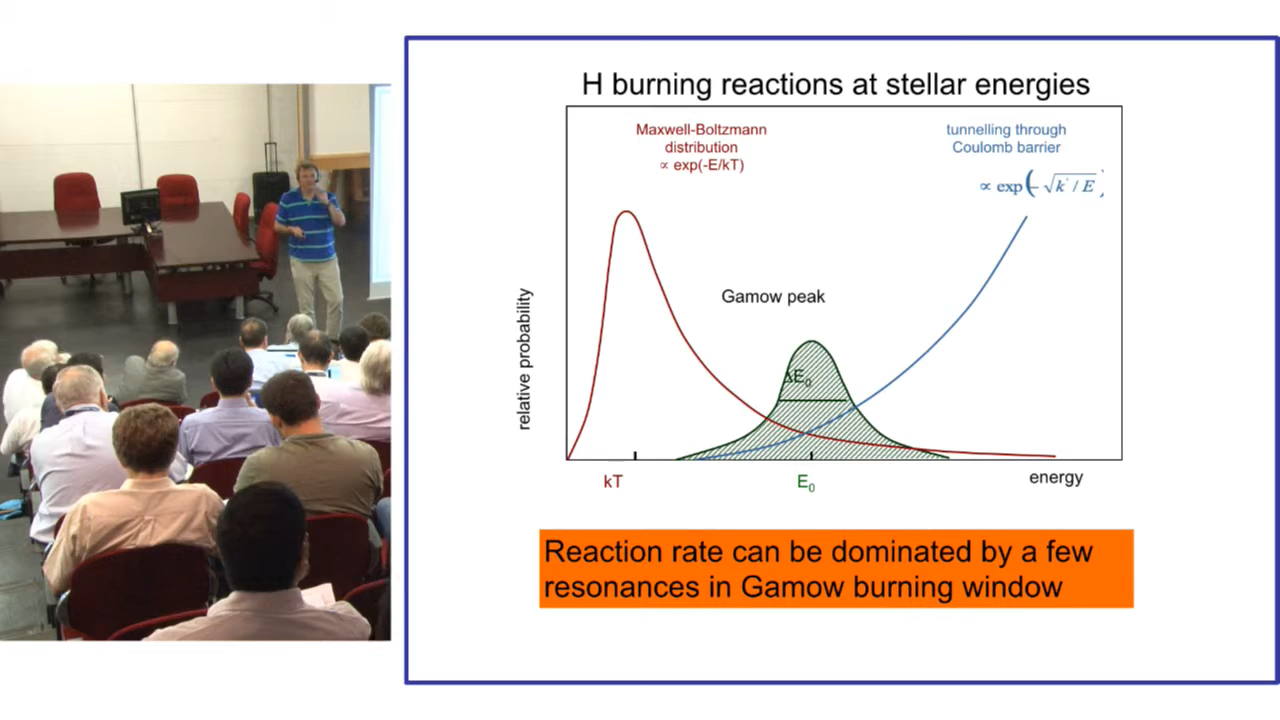 H burning reactions at stellar energies
Maxwell-Boltzmann
distribution
∝ exp(-E/kT)
tunnelling through
Coulomb barrier
∝ exp(-√k'/E)
Gamow peak
ΔE₀
relative probability
kT
E₀
energy
Reaction rate can be dominated by a few
resonances in Gamow burning window